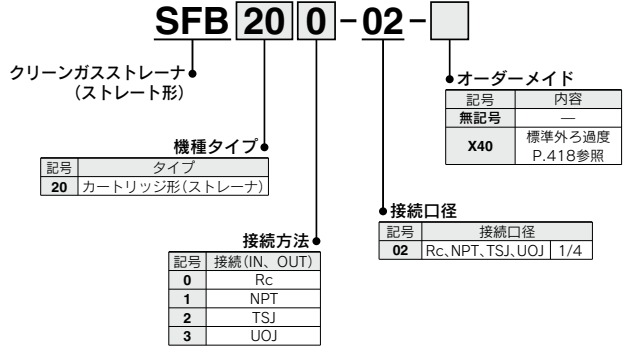 SFB 20 0-02-
クリーンガスストレーナ
(ストレート形)
オーダーメイド
記号 内容
無記号 —
X40 標準外ろ過度
P.418参照
機種タイプ
記号 タイプ
20 カートリッジ形(ストレーナ)
接続口径
記号 接続口径
02 Rc、NPT、TSJ、UOJ 1/4
接続方法
記号 接続(IN、OUT)
0 Rc
1 NPT
2 TSJ
3 UOJ